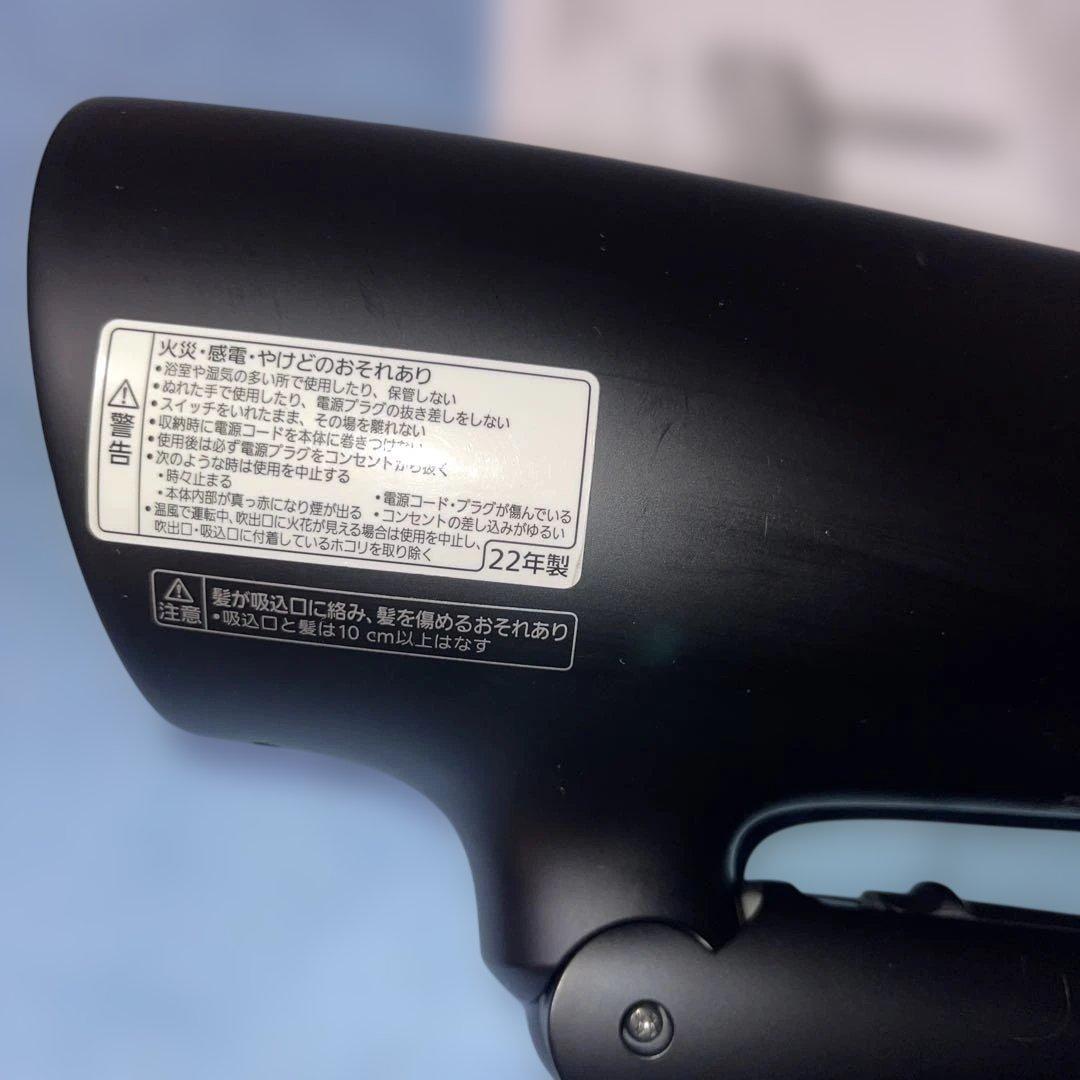 警告
火災・感電・やけどのおそれあり
•浴室や湿気の多い所で使用したり、保管しない
•ぬれた手で使用したり、電源プラグの抜き差しをしない
•スイッチをいれたまま、その場を離れない
•収納時に電源コードを本体に巻きつけない
•使用後は必ず電源プラグをコンセントから抜く
•次のような時は使用を中止する
・時々止まる
・電源コード・プラグが傷んでいる
・本体内部が真っ赤になり煙が出る
・コンセントの差し込みがゆるい
•温風で運転中、吹出口に火花が見える場合は使用を中止し、
吹出口・吸込口に付着しているホコリを取り除く
22年製
注意
髪が吸込口に絡み、髪を傷めるおそれあり
•吸込口と髪は10 cm以上はなす